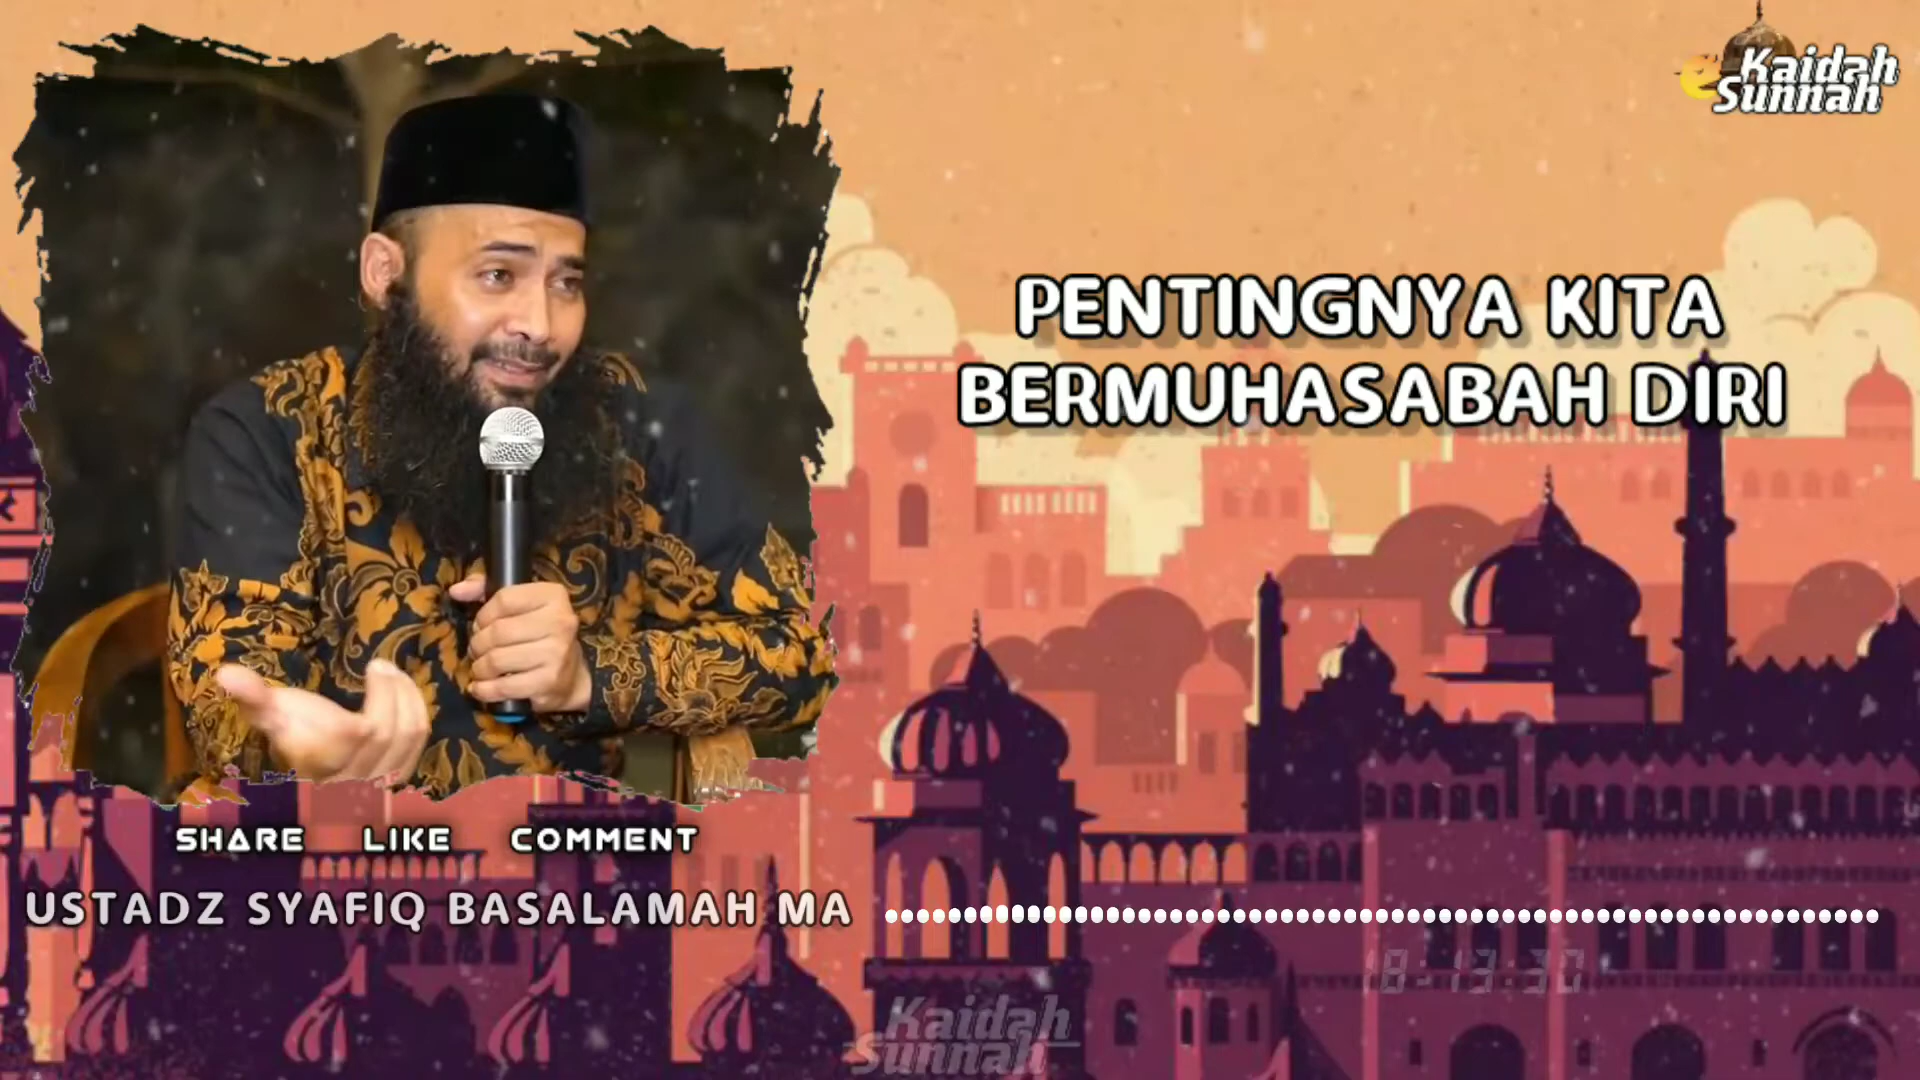 Kaidah
Sunnah
PENTINGNYA KITA
BERMUHASABAH DIRI
SHARE LIKE COMMENT
USTADZ SYAFIQ BASALAMAH MA
Kaidah
Sunnah